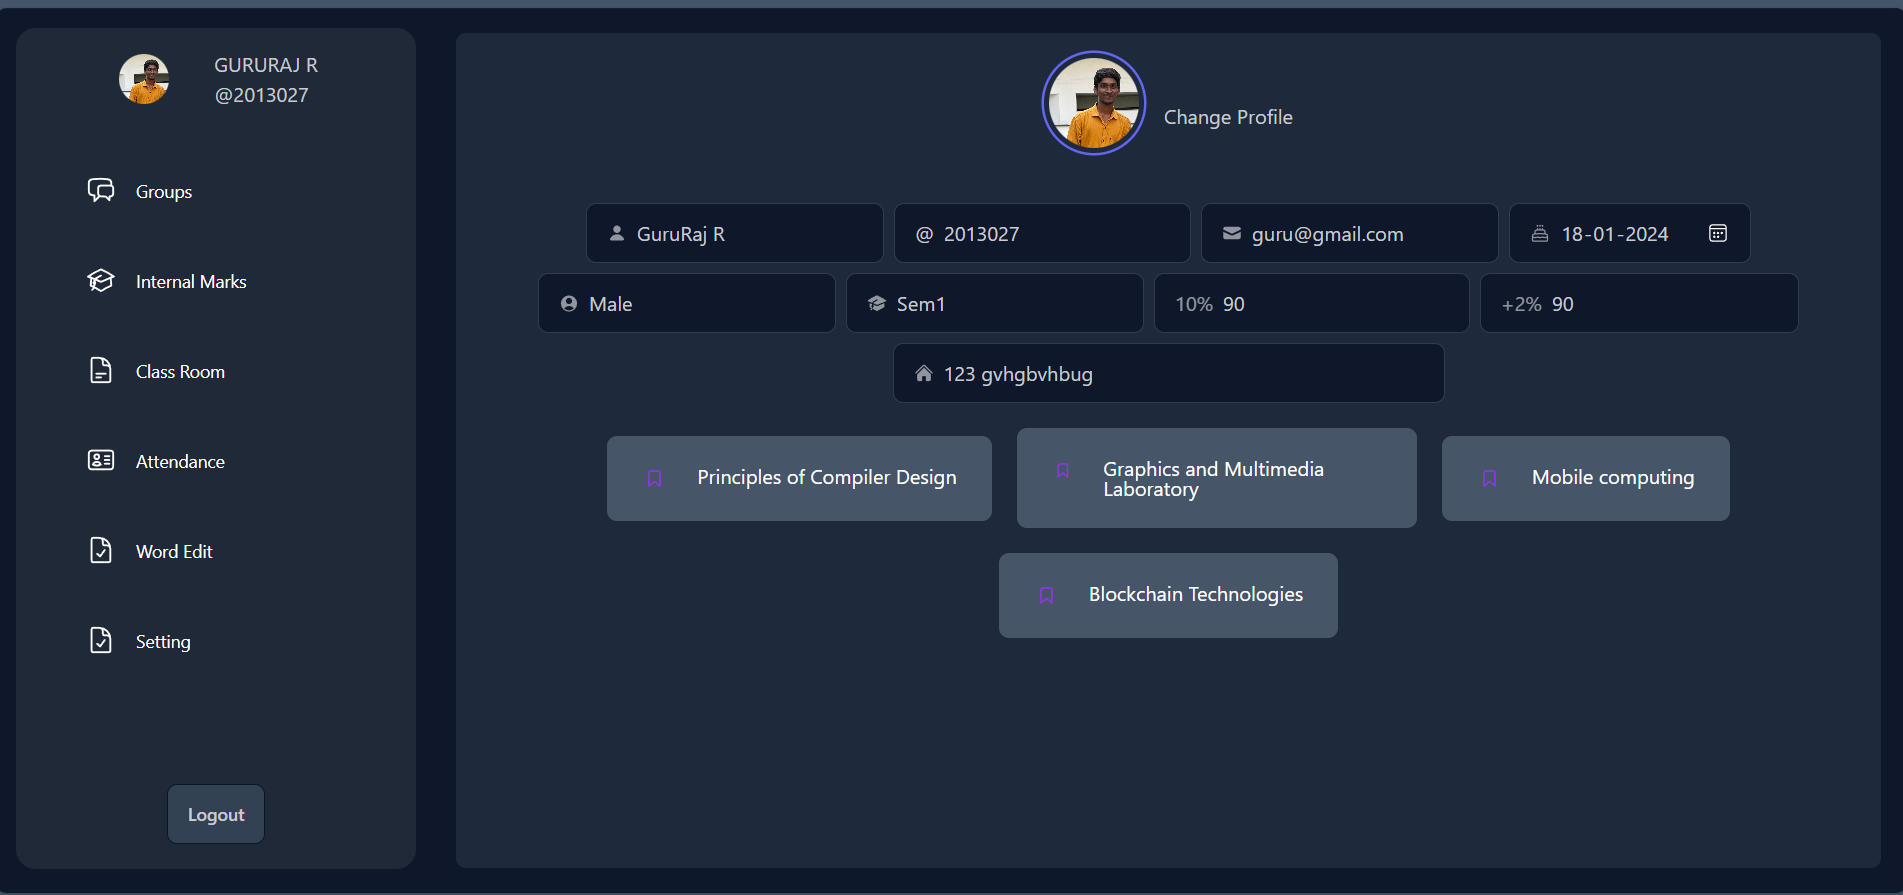 GURURAJ R
@2013027
Groups
Internal Marks
Class Room
Attendance
Word Edit
Setting
Logout
Change Profile
GuruRaj R
@ 2013027
guru@gmail.com
18-01-2024
Male
Sem1
10% 90
+2% 90
123 gvhgbvhbug
Principles of Compiler Design
Graphics and Multimedia
Laboratory
Mobile computing
Blockchain Technologies